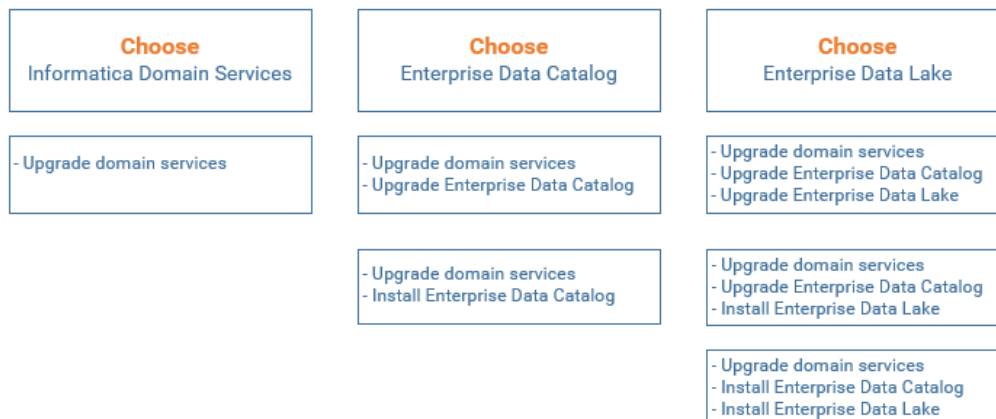 Choose
Informatica Domain Services
- Upgrade domain services
Choose
Enterprise Data Catalog
- Upgrade domain services
- Upgrade Enterprise Data Catalog
- Upgrade domain services
- Install Enterprise Data Catalog
Choose
Enterprise Data Lake
- Upgrade domain services
- Upgrade Enterprise Data Catalog
- Upgrade Enterprise Data Lake
- Upgrade domain services
- Upgrade Enterprise Data Catalog
- Install Enterprise Data Lake
- Upgrade domain services
- Install Enterprise Data Catalog
- Install Enterprise Data Lake